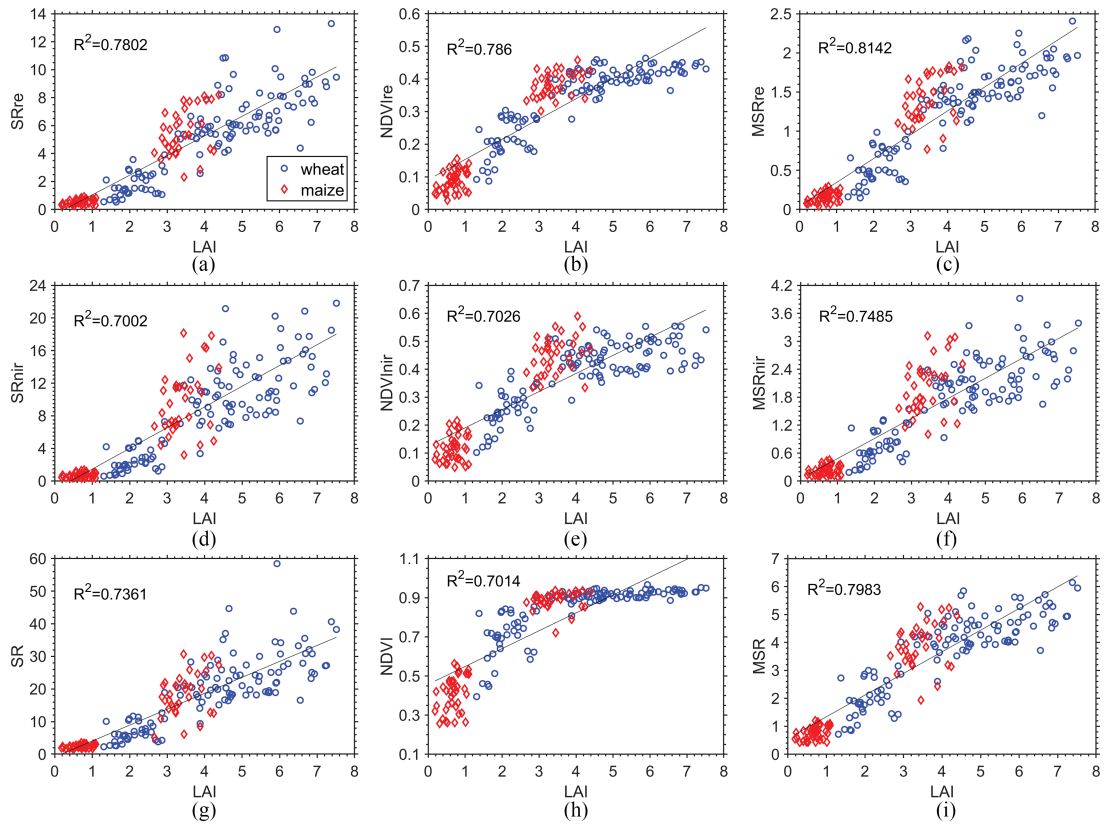 14
12
10
8
6
4
2
0
SRre
R²=0.7802
wheat
maize
0 1 2 3 4 5 6 7 8
LAI
(a)
0.6
0.5
0.4
0.3
0.2
0.1
0
NDVIre
R²=0.786
0 1 2 3 4 5 6 7 8
LAI
(b)
2.5
2
1.5
1
0.5
0
MSRre
R²=0.8142
0 1 2 3 4 5 6 7 8
LAI
(c)
24
20
16
12
8
4
0
SRnir
R²=0.7002
0 1 2 3 4 5 6 7 8
LAI
(d)
0.7
0.6
0.5
0.4
0.3
0.2
0.1
0
NDVInir
R²=0.7026
0 1 2 3 4 5 6 7 8
LAI
(e)
4.2
3.6
3
2.4
1.8
1.2
0.6
0
MSRnir
R²=0.7485
0 1 2 3 4 5 6 7 8
LAI
(f)
60
50
40
30
20
10
0
SR
R²=0.7361
0 1 2 3 4 5 6 7 8
LAI
(g)
1.1
0.9
0.7
0.5
0.3
0.1
NDVI
R²=0.7014
0 1 2 3 4 5 6 7 8
LAI
(h)
7
6
5
4
3
2
1
0
MSR
R²=0.7983
0 1 2 3 4 5 6 7 8
LAI
(i)